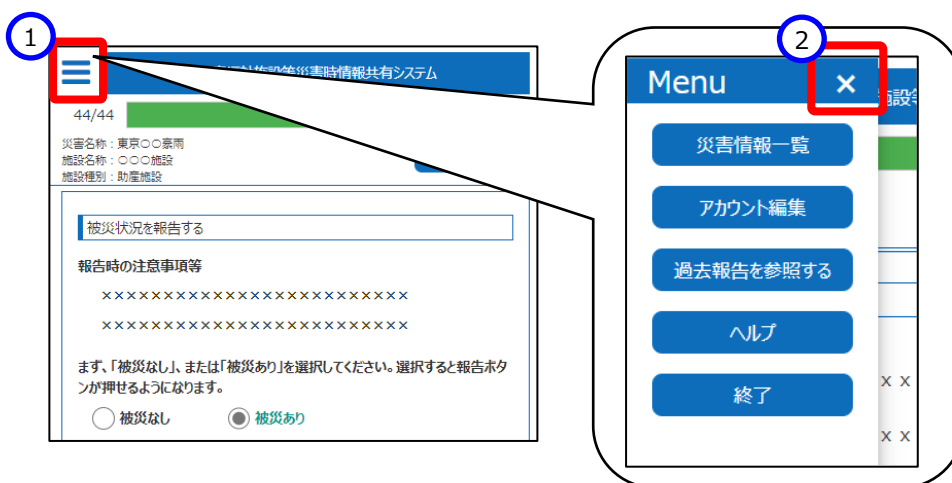 1
施設等災害時情報共有システム
44/44
災害名称：東京〇〇豪雨
施設名称：〇〇〇施設
施設種別：助産施設
被災状況を報告する
報告時の注意事項等
×××××××××××××××××××××××××
×××××××××××××××××××××××××
まず、「被災なし」、または「被災あり」を選択してください。選択すると報告ボタ
ンが押せるようになります。
被災なし
被災あり
2
Menu ×
施設等
災害情報一覧
アカウント編集
過去報告を参照する
ヘルプ
終了
x x
x x